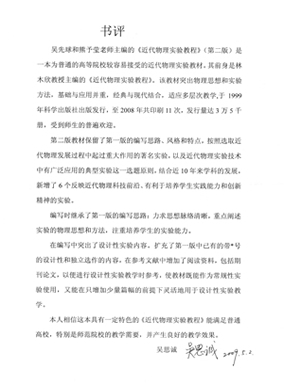 书评
吴先球和熊予莹老师主编的《近代物理实验教程》（第二版）是
一本为普通的高等院校较容易接受的近代物理实验教材。其前身是林
木欣教授主编的《近代物理实验教程》。该教材突出物理思想和实验
方法，基础与应用并重，经典与现代结合，适应多层次教学，于 1999
年科学出版社出版发行，至 2008 年共印刷 11 次，发行量达 3 万 5 千
册，受到师生的普遍欢迎。
第二版教材保留了第一版的编写思路、风格和特点。按照选取近
代物理发展过程中起过重大作用的著名实验，以及近代物理实验技术
中有广泛应用的典型实验这一选题原则，结合近 10 年来学科的发展，
新增了 6 个反映近代物理科技前沿、有利于培养学生实践能力和创新
精神的实验。
编写时继承了第一版的编写思路：力求思想脉络清晰，重点阐述
实验的物理思想和方法，注重培养学生的实验能力。
在编写中突出了设计性实验内容。扩充了第一版中已有的带*号
的设计性和独立选作的内容，在参考文献中增加了阅读资料，包括期
刊论文。以便进行设计性实验教学时参考，使教材既能作为常规性实
验使用，又能在只增加少量篇幅的前提下灵活地用于设计性实验教
学。
本人相信这本具有一定特色的《近代物理实验教程》能满足普通
高校，特别是师范院校的教学需要，并产生良好的教学效果。
吴思诚 吴思诚 2009.5.2.